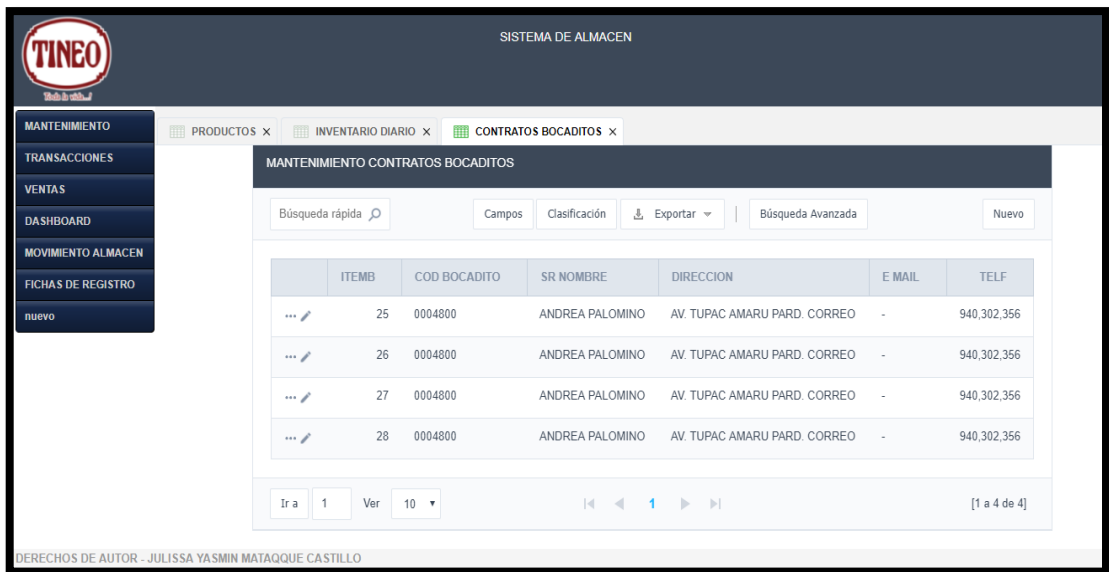 TINEO
Toda la vida...!
SISTEMA DE ALMACEN
MANTENIMIENTO
TRANSACCIONES
VENTAS
DASHBOARD
MOVIMIENTO ALMACEN
FICHAS DE REGISTRO
nuevo
PRODUCTOS x INVENTARIO DIARIO x CONTRATOS BOCADITOS x
MANTENIMIENTO CONTRATOS BOCADITOS
Búsqueda rápida Campos Clasificación Exportar Búsqueda Avanzada Nuevo
ITEMB COD BOCADITO SR NOMBRE DIRECCION E MAIL TELF
25 0004800 ANDREA PALOMINO AV. TUPAC AMARU PARD. CORREO - 940,302,356
26 0004800 ANDREA PALOMINO AV. TUPAC AMARU PARD. CORREO - 940,302,356
27 0004800 ANDREA PALOMINO AV. TUPAC AMARU PARD. CORREO - 940,302,356
28 0004800 ANDREA PALOMINO AV. TUPAC AMARU PARD. CORREO - 940,302,356
Ir a 1 Ver 10 1 [1 a 4 de 4]
DERECHOS DE AUTOR - JULISSA YASMIN MATAQQUE CASTILLO